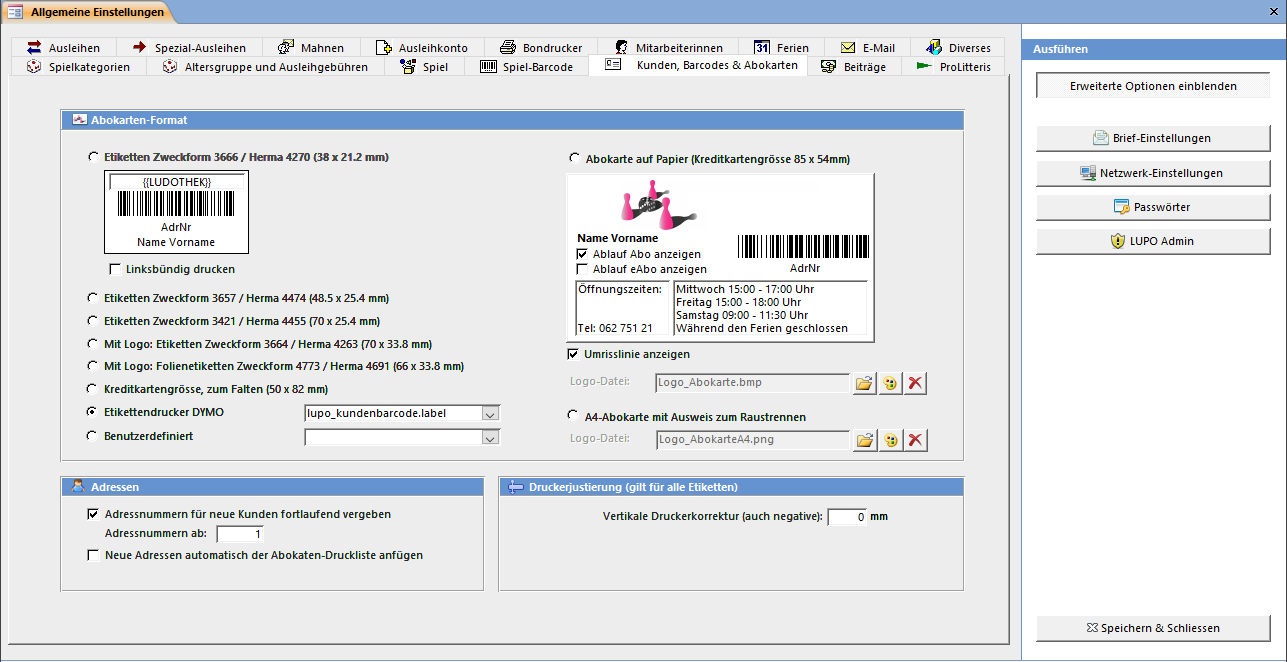 Allgemeine Einstellungen
Ausleihen
Spezial-Ausleihen
Mahnen
Ausleihkonto
Bondrucker
Mitarbeiterinnen
31 Ferien
E-Mail
Diverses
Spielkategorien
Altersgruppe und Ausleihgebühren
Spiel
Spiel-Barcode
Kunden, Barcodes & Abokarten
Beiträge
ProLitteris
Abokarten-Format
Etiketten Zweckform 3666 / Herma 4270 (38 x 21.2 mm)
{{LUDOTHEK}}
AdrNr
Name Vorname
Linksbündig drucken
Etiketten Zweckform 3657 / Herma 4474 (48.5 x 25.4 mm)
Etiketten Zweckform 3421 / Herma 4455 (70 x 25.4 mm)
Mit Logo: Etiketten Zweckform 3664 / Herma 4263 (70 x 33.8 mm)
Mit Logo: Folienetiketten Zweckform 4773 / Herma 4691 (66 x 33.8 mm)
Kreditkartengrösse, zum Falten (50 x 82 mm)
Etikettendrucker DYMO
lupo_kundenbarcode.label
Benutzerdefiniert
Abokarte auf Papier (Kreditkartengrösse 85 x 54mm)
Name Vorname
Ablauf Abo anzeigen
Ablauf eAbo anzeigen
AdrNr
Öffnungszeiten:
Tel: 062 751 21
Mittwoch 15:00 - 17:00 Uhr
Freitag 15:00 - 18:00 Uhr
Samstag 09:00 - 11:30 Uhr
Während den Ferien geschlossen
Umrisslinie anzeigen
Logo-Datei:
Logo_Abokarte.bmp
A4-Abokarte mit Ausweis zum Raustrennen
Logo-Datei:
Logo_AbokarteA4.png
Adressen
Adressnummern für neue Kunden fortlaufend vergeben
Adressnummern ab: 1
Neue Adressen automatisch der Abokaten-Druckliste anfügen
Druckerjustierung (gilt für alle Etiketten)
Vertikale Druckerkorrektur (auch negative): 0 mm
Ausführen
Erweiterte Optionen einblenden
Brief-Einstellungen
Netzwerk-Einstellungen
Passwörter
LUPO Admin
Speichern & Schliessen